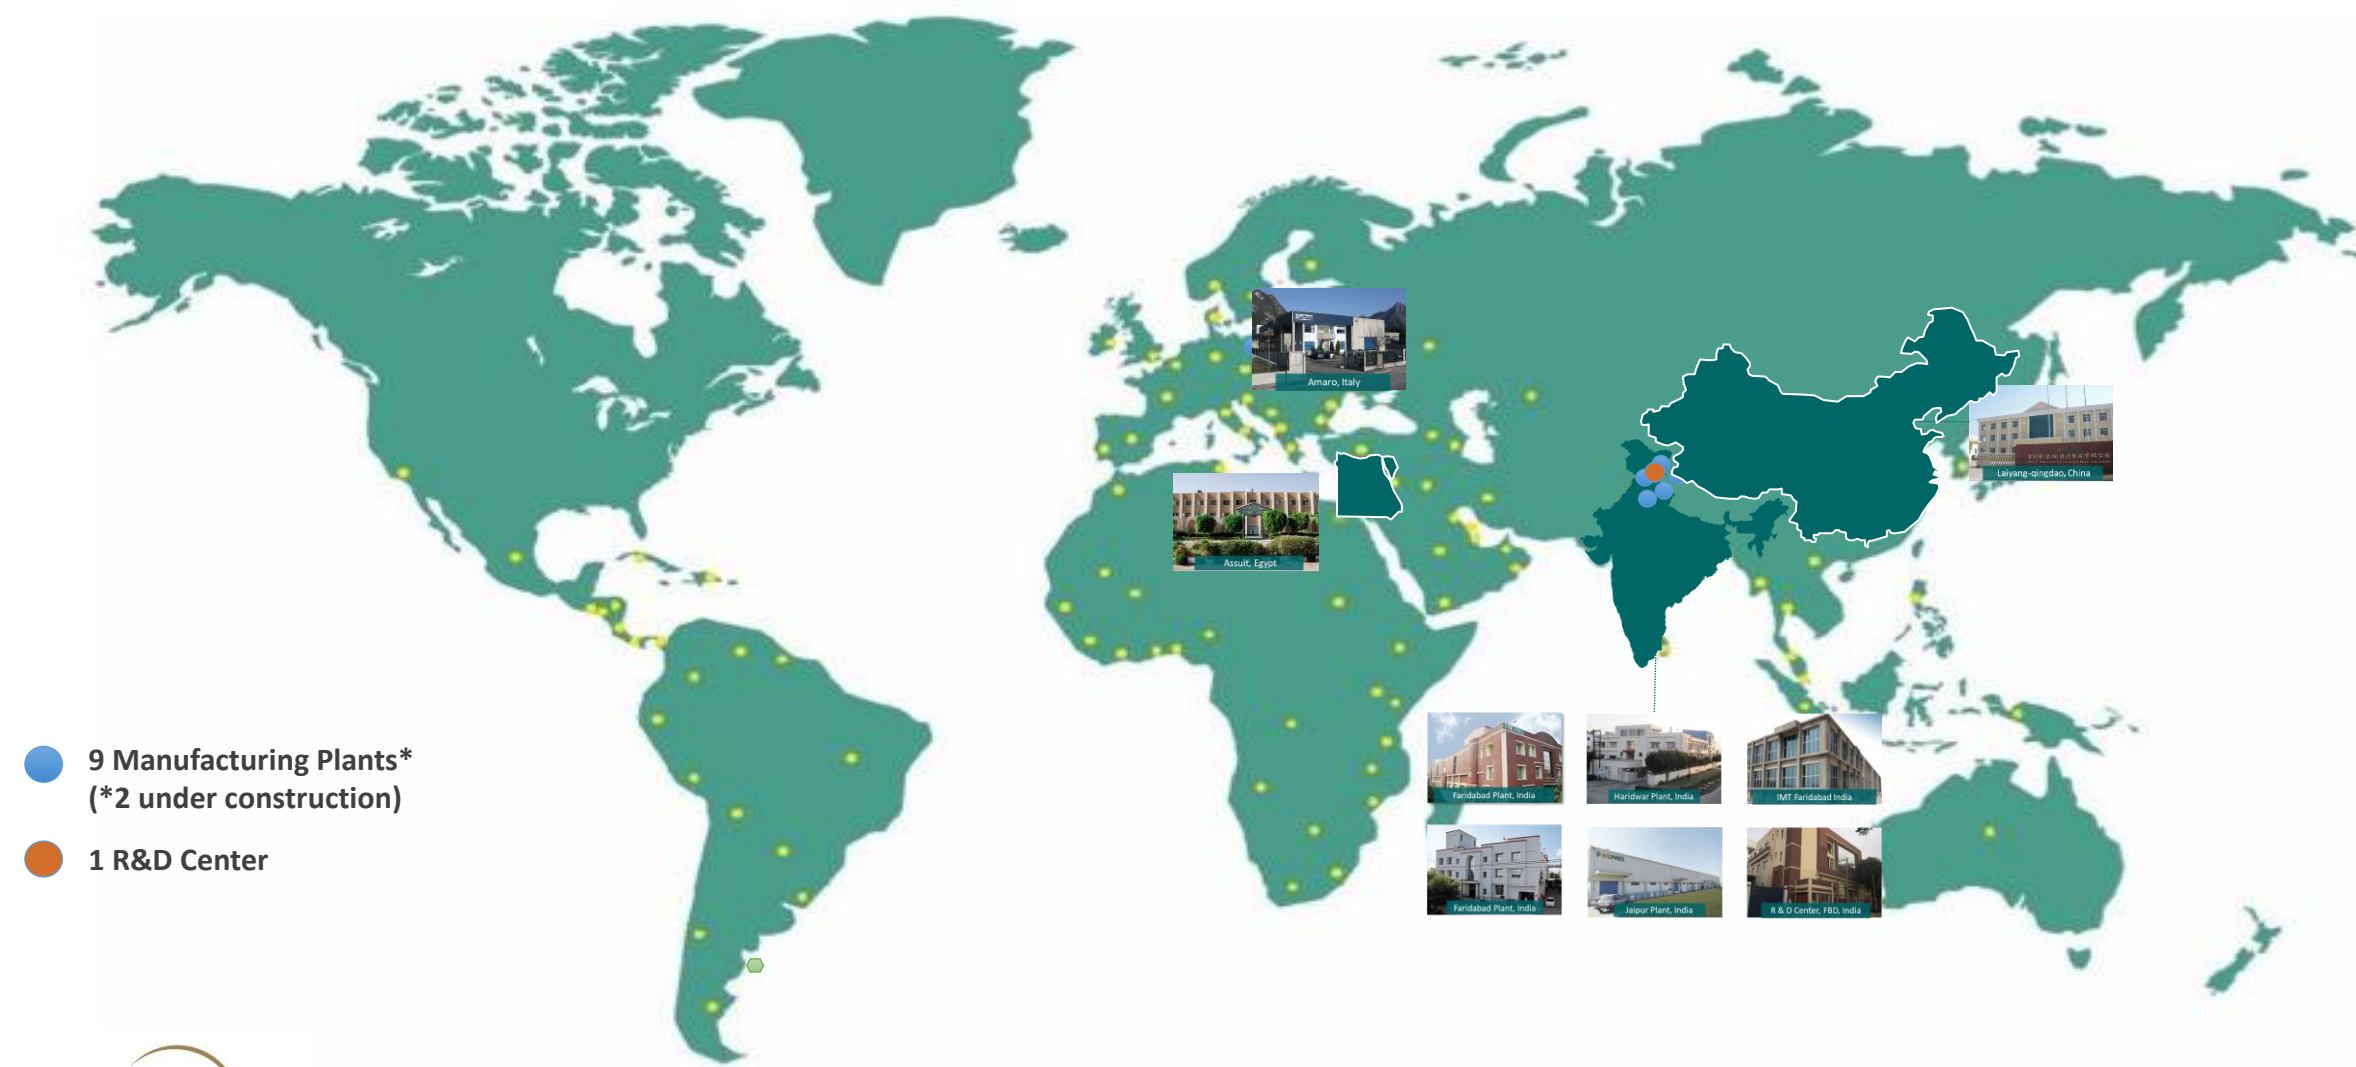 Amaro, Italy
Laiyang-qingdao, China
Assuit, Egypt
9 Manufacturing Plants*
(*2 under construction)
1 R&D Center
Faridabad Plant, India
Haridwar Plant, India
IMT Faridabad India
Faridabad Plant, India
Jaipur Plant, India
R & D Center, FBD, India